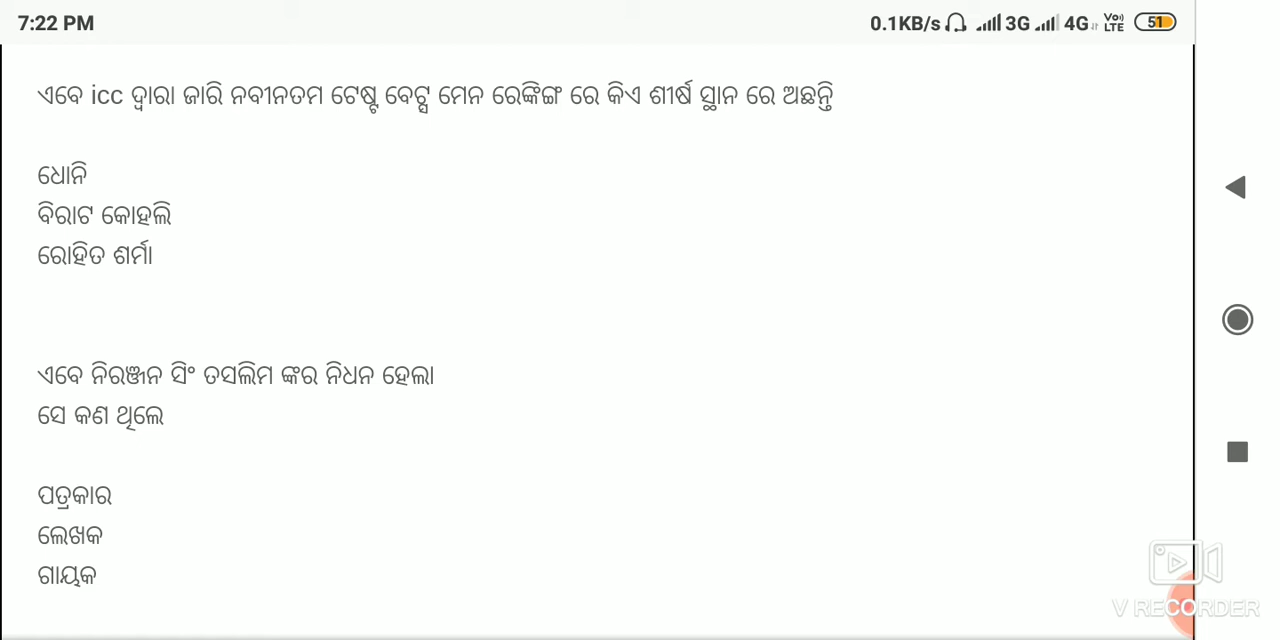 7:22 PM
0.1KB/s 3G 4G VoLTE 51
ଏବେ icc ଦ୍ୱାରା ଜାରି ନବୀନତମ ଟେଷ୍ଟ ବେଟ୍ସ ମେନ ରେଙ୍କିଙ୍ଗ ରେ କିଏ ଶୀର୍ଷ ସ୍ଥାନ ରେ ଅଛନ୍ତି
ଧୋନି
ବିରାଟ କୋହଲି
ରୋହିତ ଶର୍ମା
ଏବେ ନିରଞ୍ଜନ ସିଂ ତସଲିମ ଙ୍କର ନିଧନ ହେଲା
ସେ କଣ ଥିଲେ
ପତ୍ରକାର
ଲେଖକ
ଗାୟକ
V RECORDER